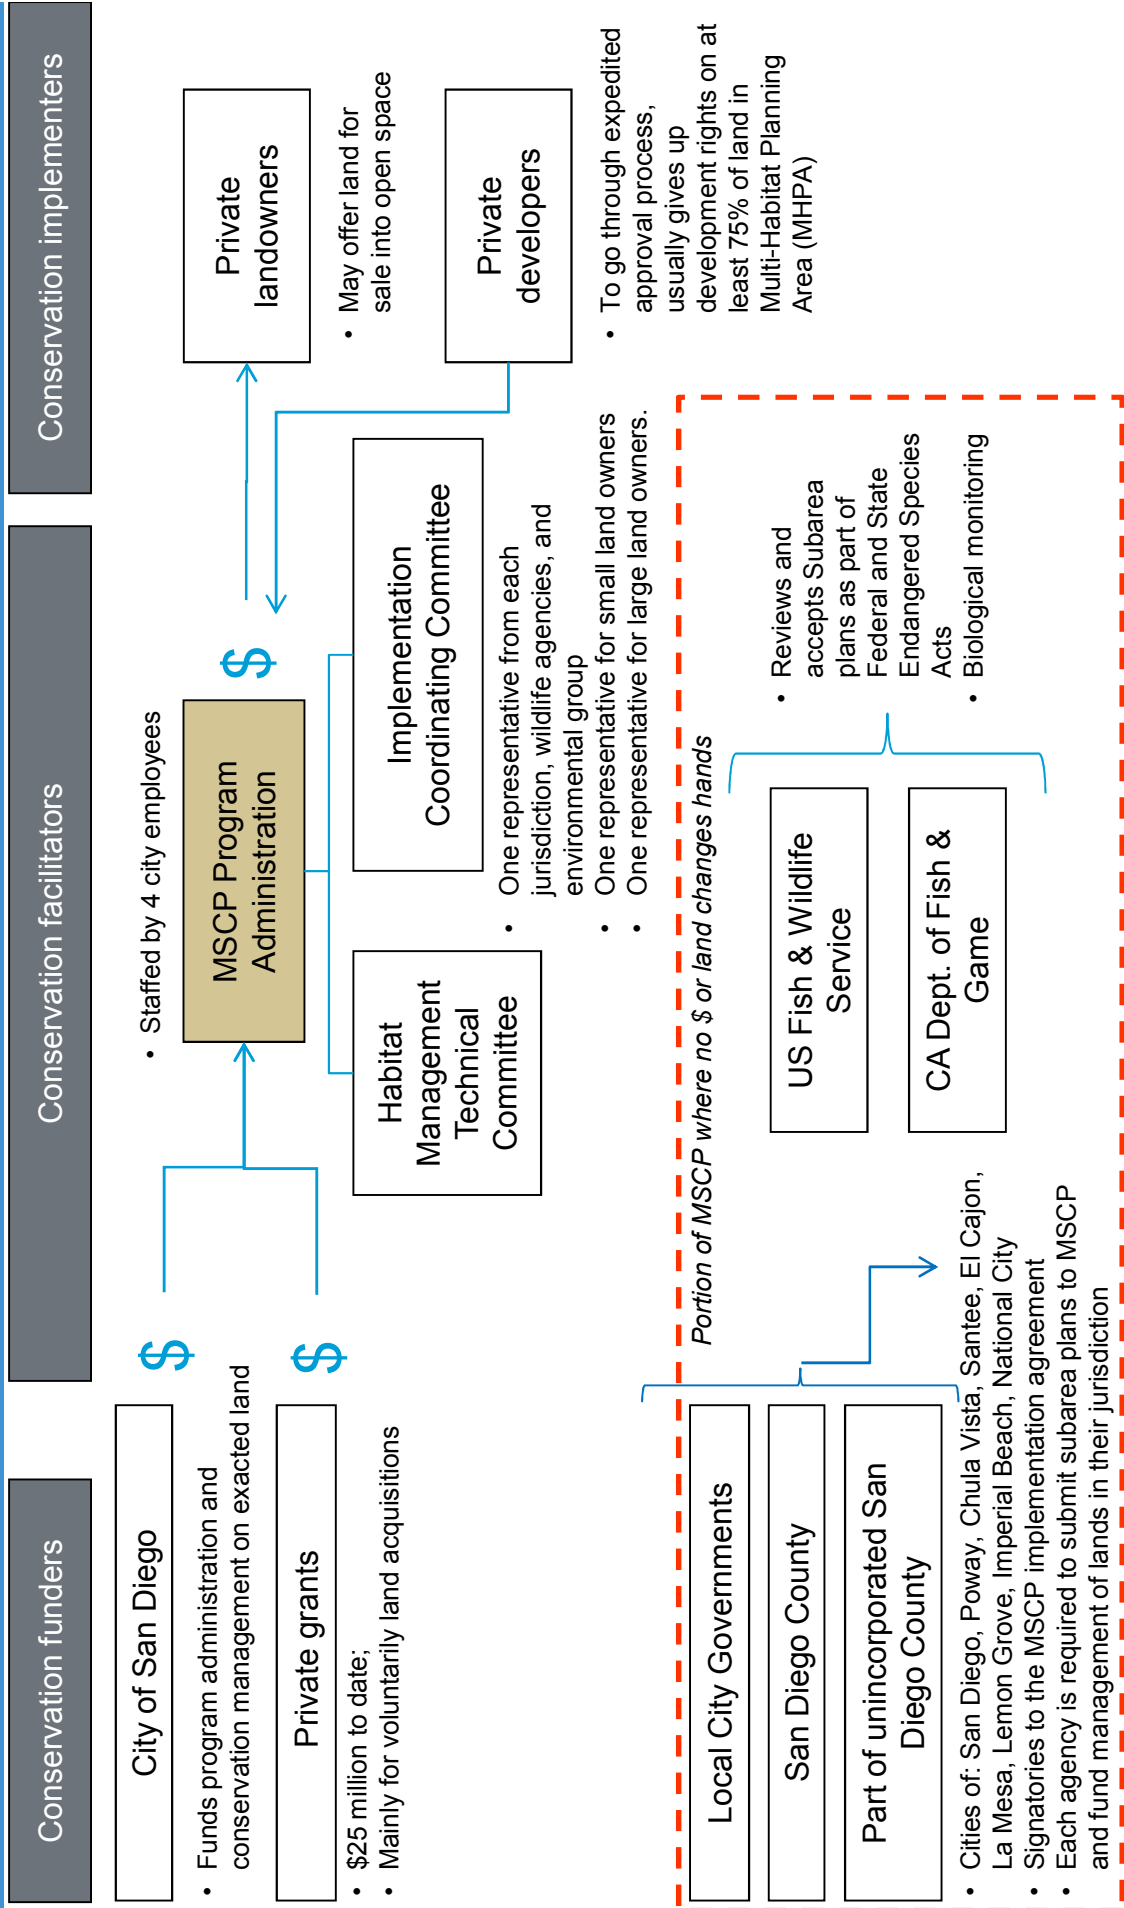 Conservation funders
Conservation facilitators
Conservation implementers
City of San Diego
• Funds program administration and
conservation management on exacted land
Private grants
• $25 million to date;
• Mainly for voluntarily land acquisitions
$
$
• Staffed by 4 city employees
MSCP Program
Administration
$
Habitat
Management
Technical
Committee
Implementation
Coordinating Committee
• One representative from each
jurisdiction, wildlife agencies, and
environmental group
• One representative for small land owners
• One representative for large land owners.
Private
landowners
• May offer land for
sale into open space
Private
developers
• To go through expedited
approval process,
usually gives up
development rights on at
least 75% of land in
Multi-Habitat Planning
Area (MHPA)
Portion of MSCP where no $ or land changes hands
Local City Governments
San Diego County
Part of unincorporated San
Diego County
• Cities of: San Diego, Poway, Chula Vista, Santee, El Cajon,
La Mesa, Lemon Grove, Imperial Beach, National City
• Signatories to the MSCP implementation agreement
• Each agency is required to submit subarea plans to MSCP
and fund management of lands in their jurisdiction
US Fish & Wildlife
Service
CA Dept. of Fish &
Game
• Reviews and
accepts Subarea
plans as part of
Federal and State
Endangered Species
Acts
• Biological monitoring